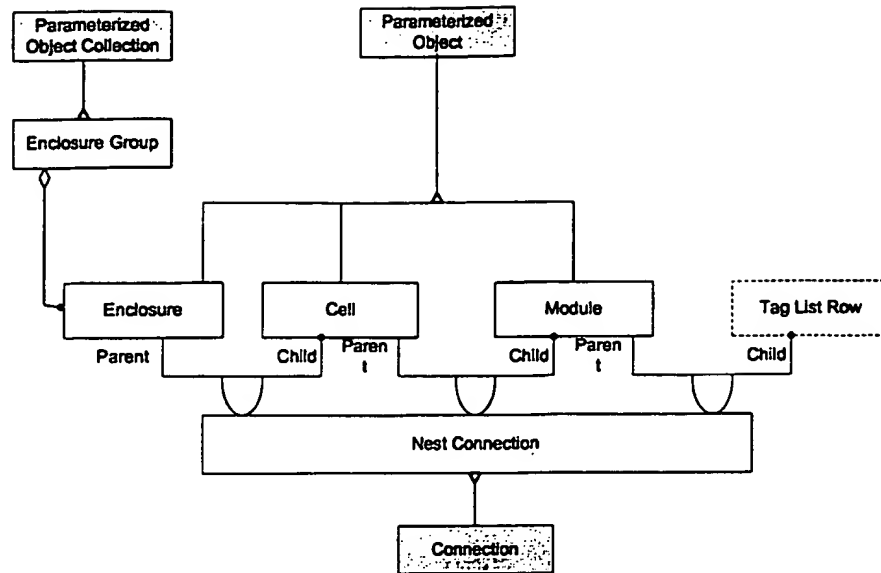 Parameterized
Object Collection
Parameterized
Object
Enclosure Group
Enclosure
Cell
Module
Tag List Row
Parent
Child
Paren
t
Child
Paren
t
Child
Nest Connection
Connection